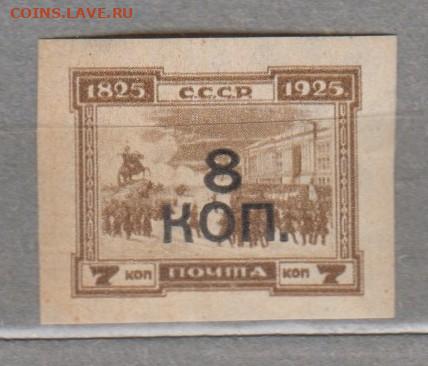 COINS.LAVE.RU
1825 С.С.С.Р 1925.
8
КОП.
7 КОП ПОЧТА КОП 7